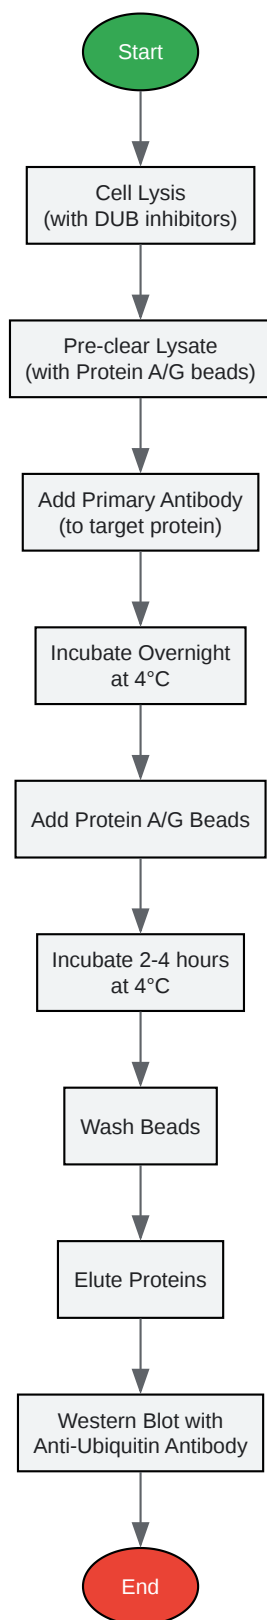 Start
Cell Lysis
(with DUB inhibitors)
Pre-clear Lysate
(with Protein A/G beads)
Add Primary Antibody
(to target protein)
Incubate Overnight
at 4°C
Add Protein A/G Beads
Incubate 2-4 hours
at 4°C
Wash Beads
Elute Proteins
Western Blot with
Anti-Ubiquitin Antibody
End